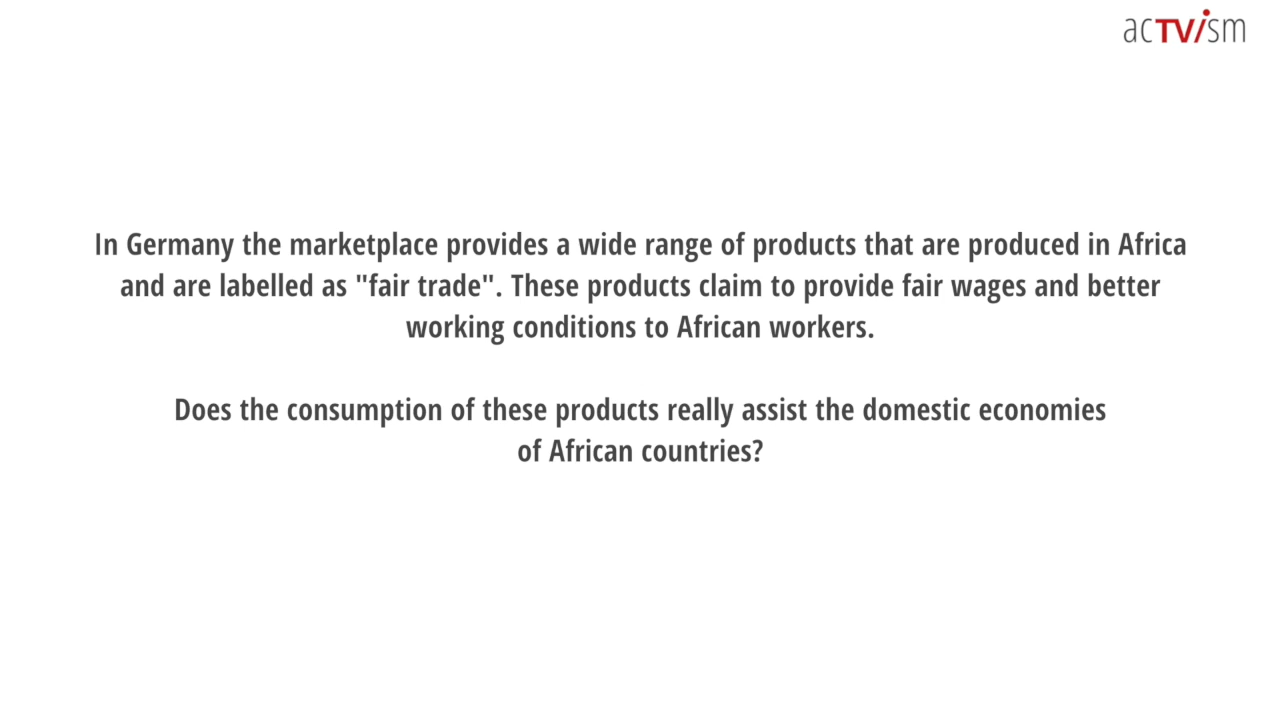 acTVism
In Germany the marketplace provides a wide range of products that are produced in Africa
and are labelled as "fair trade". These products claim to provide fair wages and better
working conditions to African workers.
Does the consumption of these products really assist the domestic economies
of African countries?